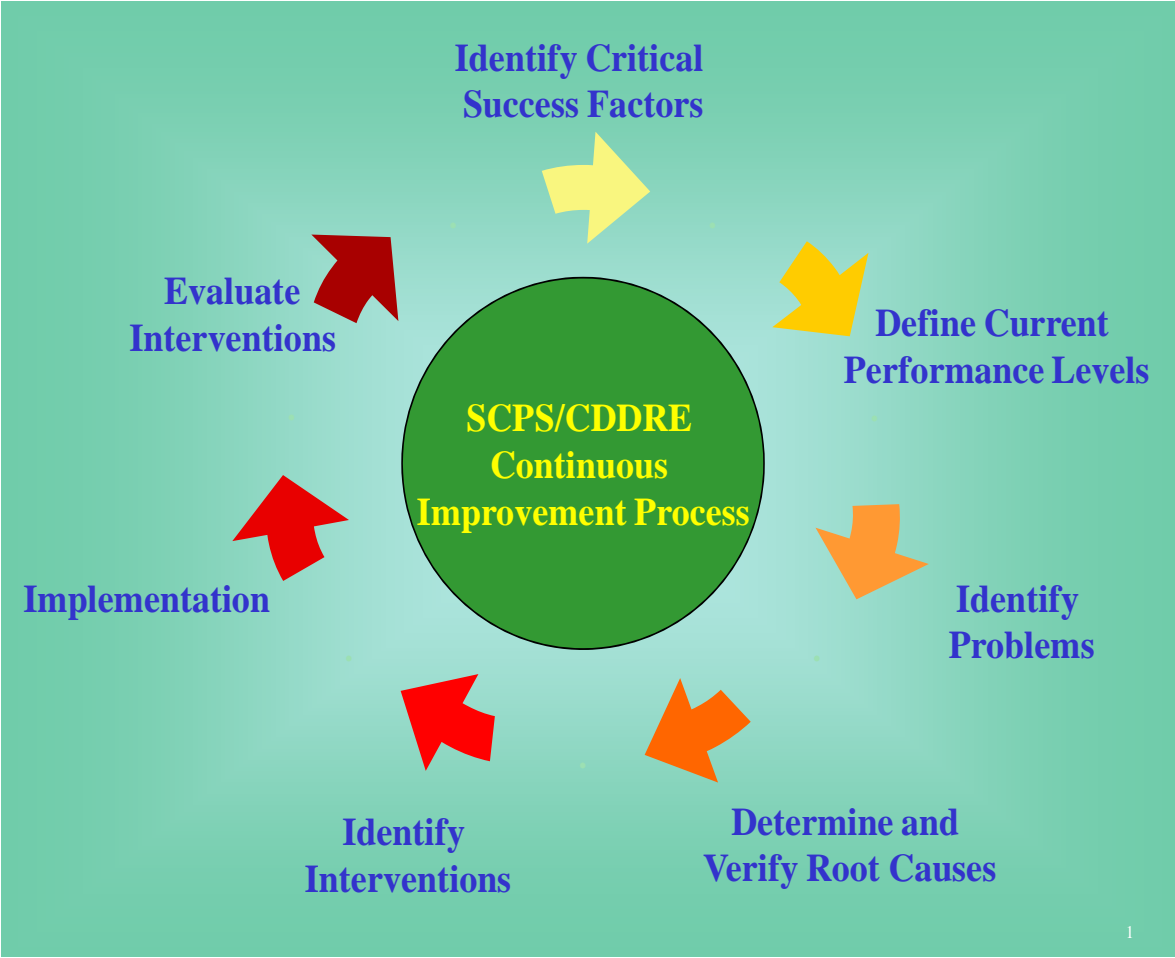 Identify Critical
Success Factors
Define Current
Performance Levels
Identify
Problems
Determine and
Verify Root Causes
Identify
Interventions
Implementation
Evaluate
Interventions
SCPS/CDDRE
Continuous
Improvement Process
1